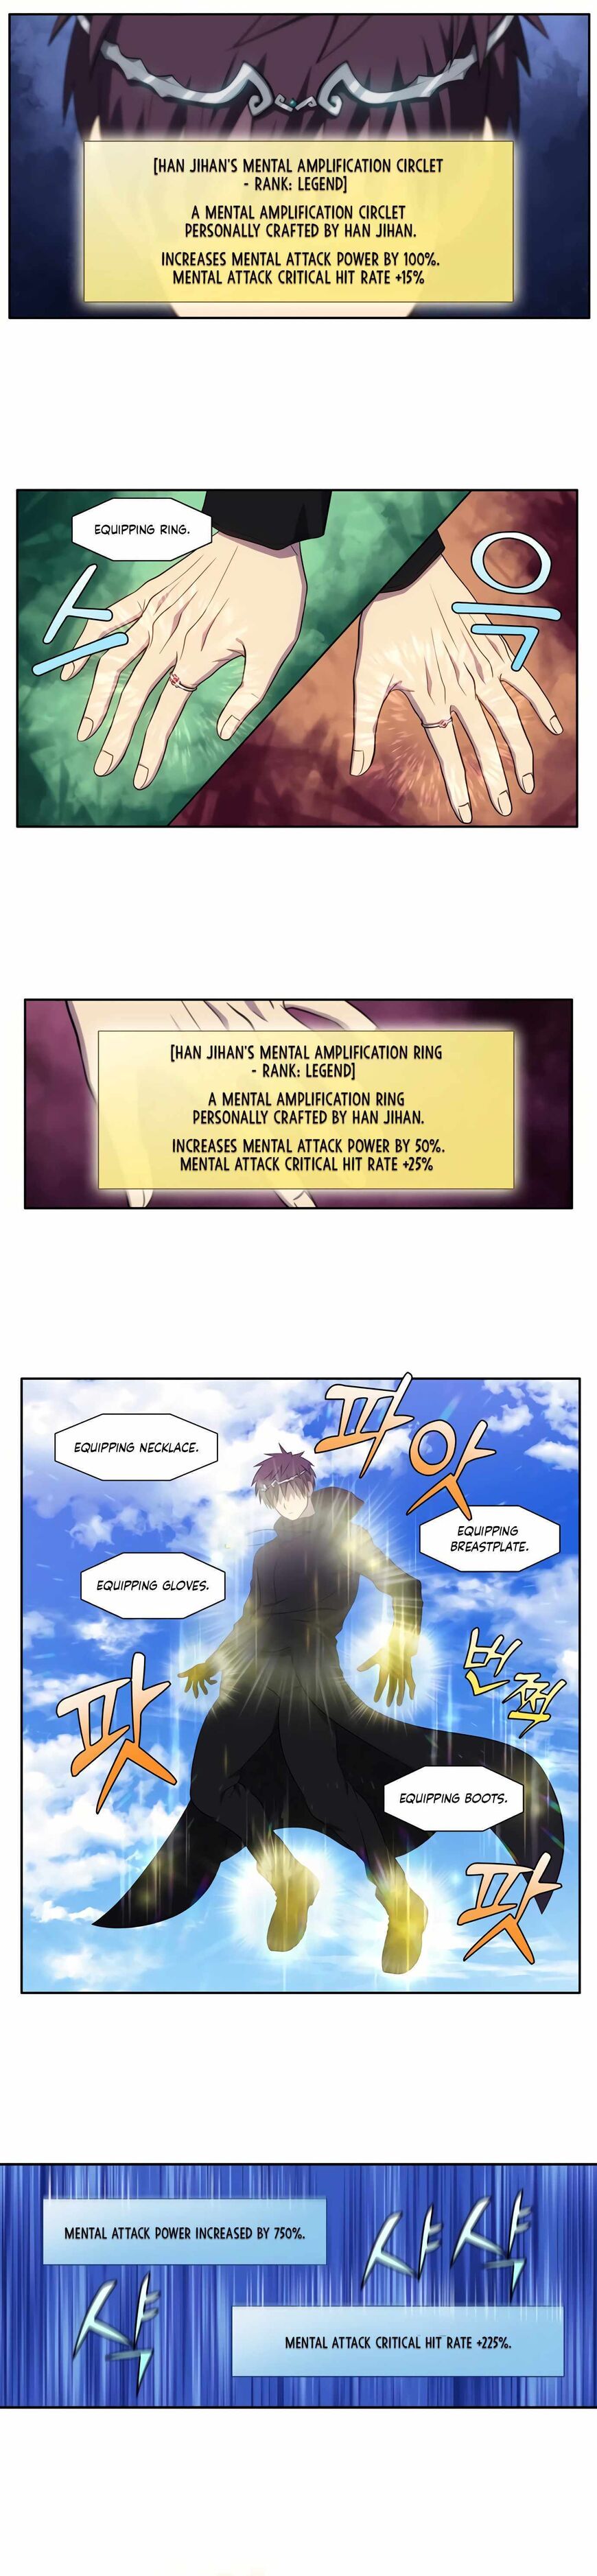 [HAN JIHAN'S MENTAL AMPLIFICATION CIRCLET
- RANK: LEGEND]
A MENTAL AMPLIFICATION CIRCLET
PERSONALLY CRAFTED BY HAN JIHAN.
INCREASES MENTAL ATTACK POWER BY 100%.
MENTAL ATTACK CRITICAL HIT RATE +15%
EQUIPPING RING.
스
윽
[HAN JIHAN'S MENTAL AMPLIFICATION RING
- RANK: LEGEND]
A MENTAL AMPLIFICATION RING
PERSONALLY CRAFTED BY HAN JIHAN.
INCREASES MENTAL ATTACK POWER BY 50%.
MENTAL ATTACK CRITICAL HIT RATE +25%
파앗
EQUIPPING NECKLACE.
EQUIPPING
BREASTPLATE.
EQUIPPING GLOVES.
팟
EQUIPPING BOOTS.
팟
MENTAL ATTACK POWER INCREASED BY 750%.
샤샥
샥
MENTAL ATTACK CRITICAL HIT RATE +225%.